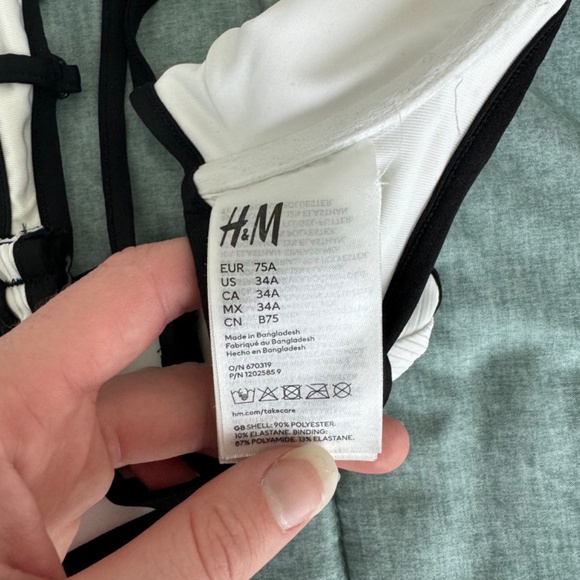 H&M
EUR 75A
US 34A
CA 34A
MX 34A
CN B75
Made in Bangladesh
Fabriqué au Bangladesh
Hecho en Bangladesh
O/N 670319
P/N 1202585 9
hm.com/takecare
GB SHELL: 90% POLYESTER.
10% ELASTANE. BINDING:
87% POLYAMIDE. 13% ELASTANE.